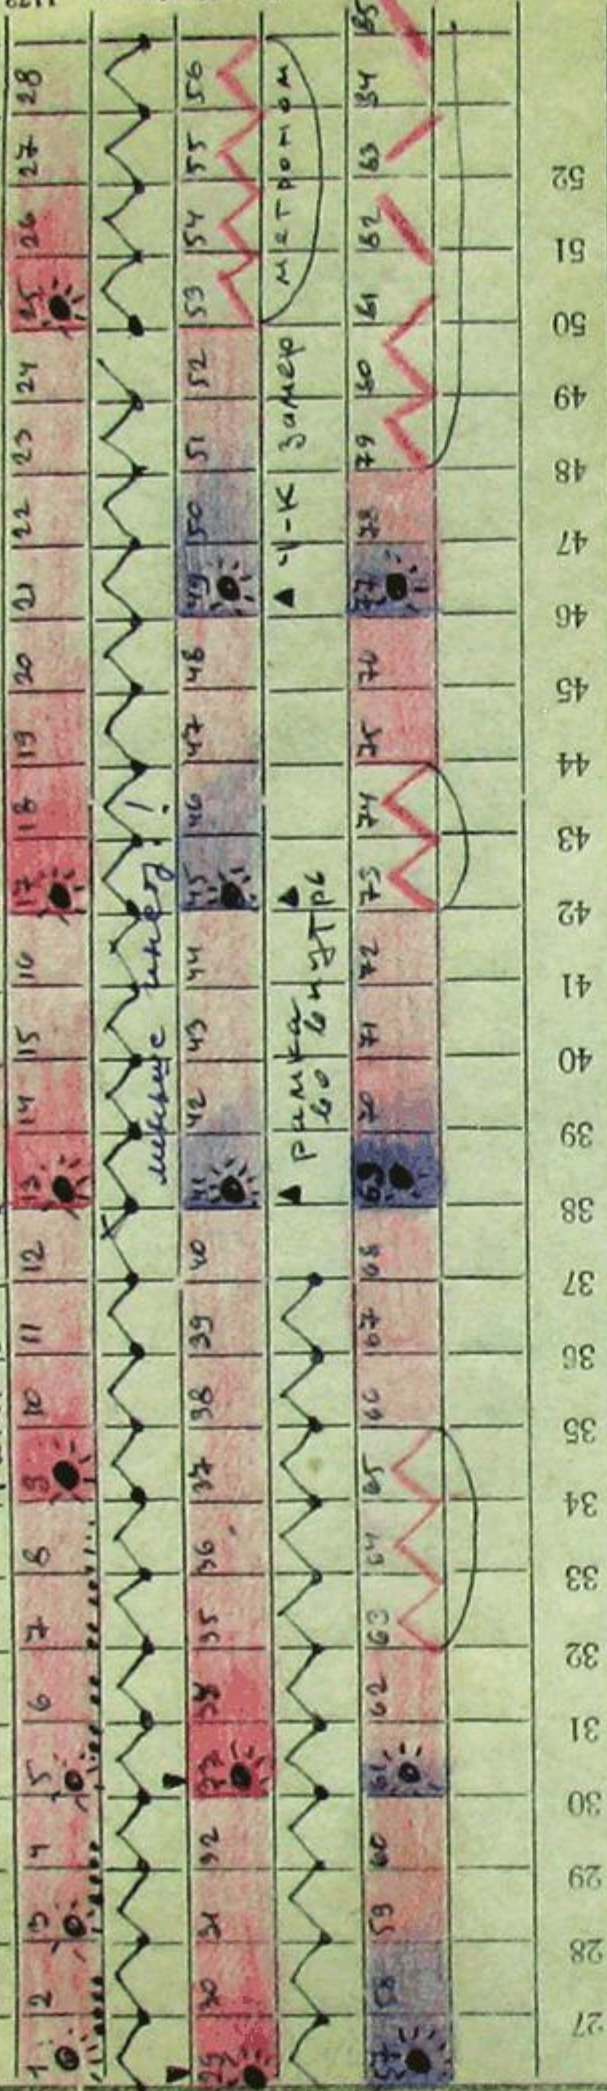 1 2 3 4 5 6 7 8 9 10 11 12 13 14 15 16 17 18 19 20 21 22 23 24 25 26 27 28
меньше
29 30 31 32 33 34 35 36 37 38 39 40 41 42 43 44 45 46 47 48 49 50 51 52 53 54 55 56
рамка ч-к замер метроном
во внутрь
57 58 59 60 61 62 63 64 65 66 67 68 69 70 71 72 73 74 75 76 77 78 79 80 81 82 83 84 85
27 28 29 30 31 32 33 34 35 36 37 38 39 40 41 42 43 44 45 46 47 48 49 50 51 52